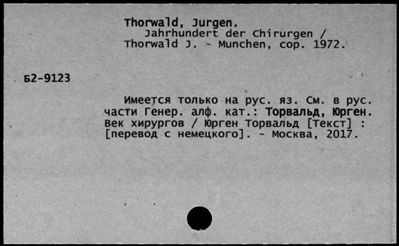 Thorwald, Jurgen.
Jahrhundert der Chirurgen /
Thorwald J. - Munchen, cop. 1972.
Б2-9123
Имеется только на рус. яз. См. в рус.
части Генер. алф. кат.: Торвальд, Юрген.
Век хирургов / Юрген Торвальд [Текст] :
[перевод с немецкого]. - Москва, 2017.